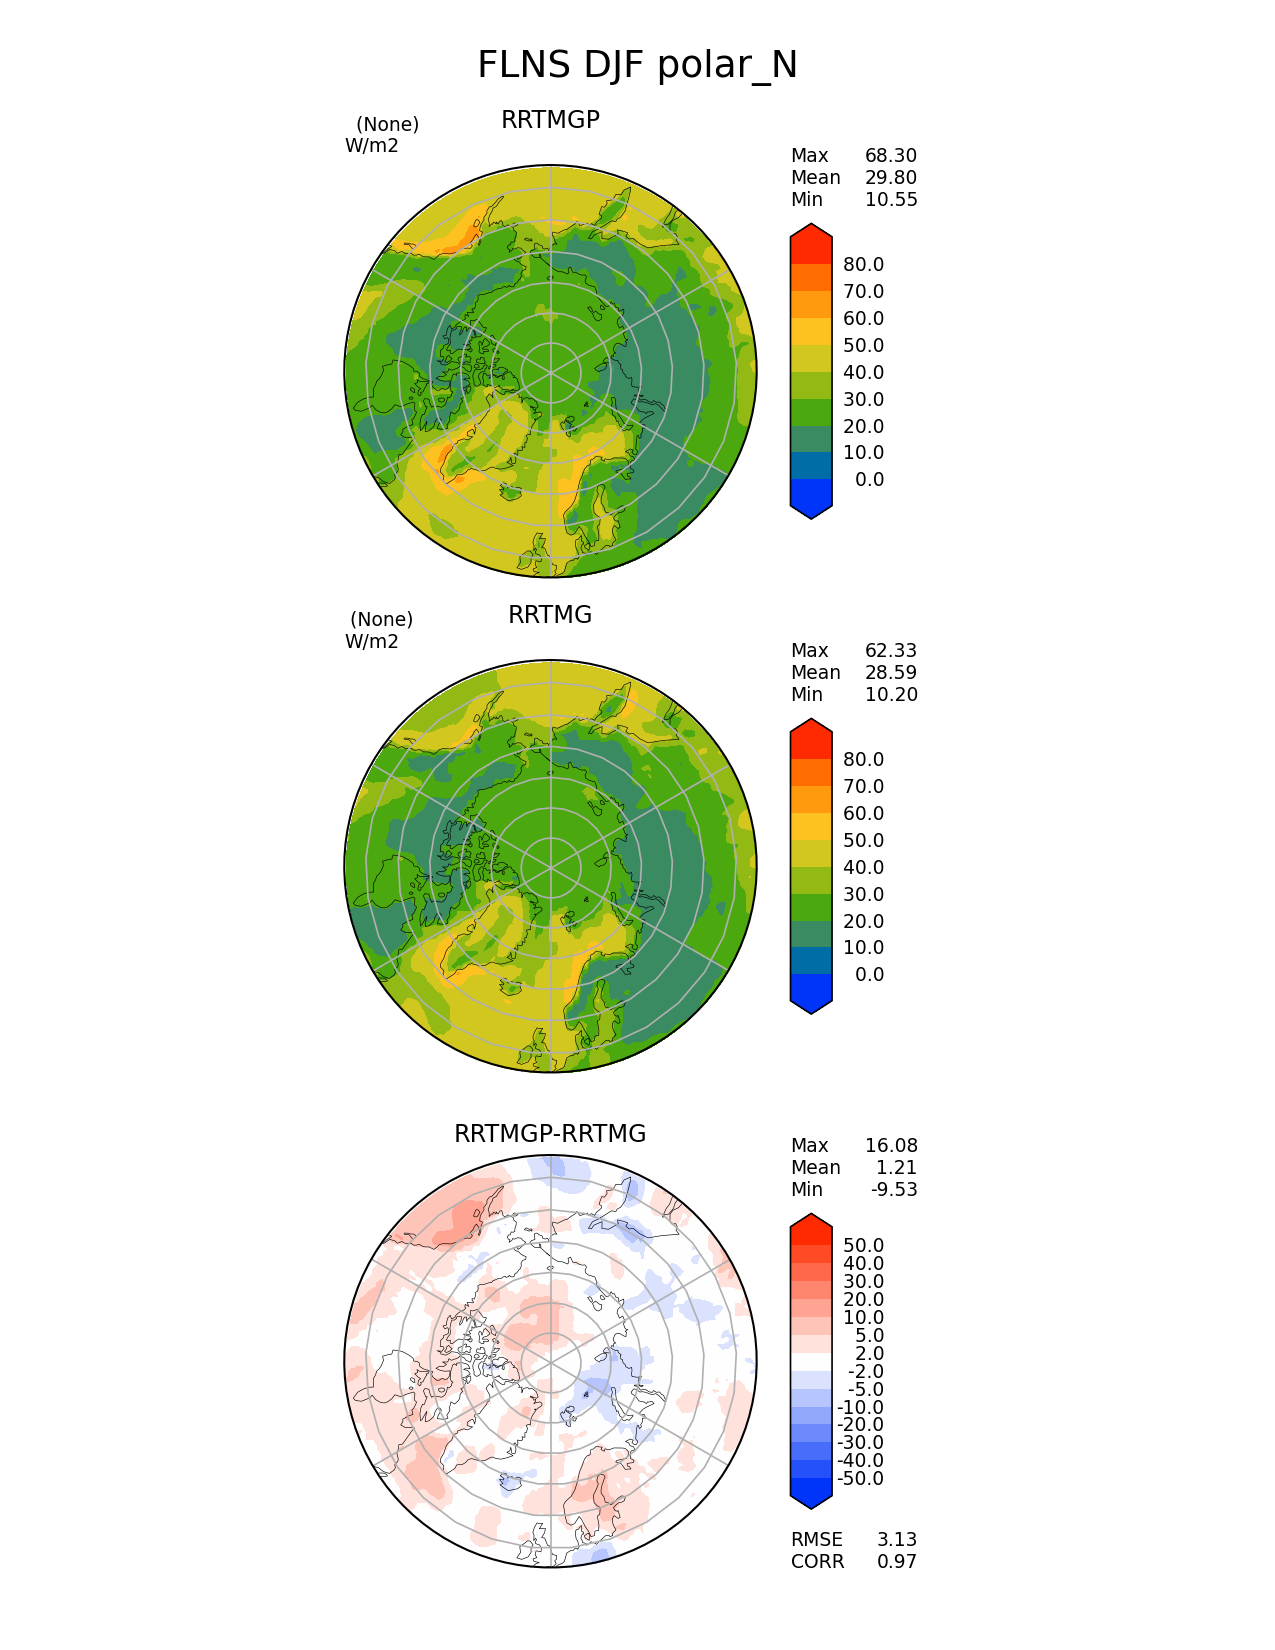 FLNS DJF polar_N
RRTMGP
(None)
W/m2
Max 68.30
Mean 29.80
Min 10.55
80.0
70.0
60.0
50.0
40.0
30.0
20.0
10.0
0.0
RRTMG
(None)
W/m2
Max 62.33
Mean 28.59
Min 10.20
80.0
70.0
60.0
50.0
40.0
30.0
20.0
10.0
0.0
RRTMGP-RRTMG
Max 16.08
Mean 1.21
Min -9.53
50.0
40.0
30.0
20.0
10.0
5.0
2.0
-2.0
-5.0
-10.0
-20.0
-30.0
-40.0
-50.0
RMSE 3.13
CORR 0.97